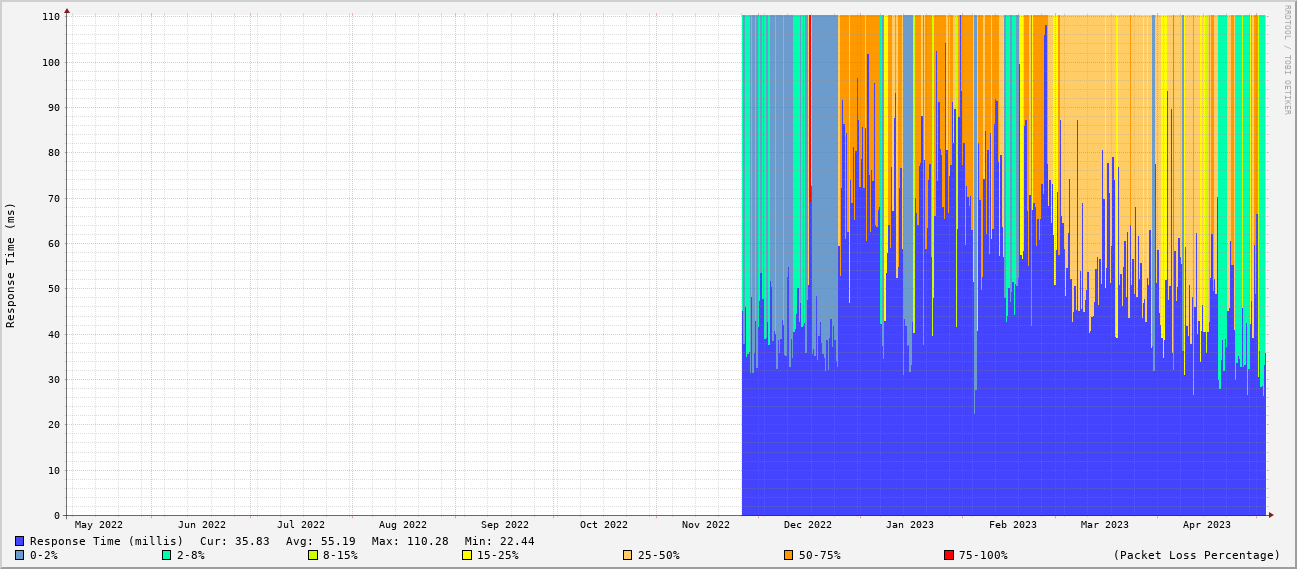 RRDTOOL / TOBI OETIKER
Response Time (ms)
110
100
90
80
70
60
50
40
30
20
10
0
May 2022 Jun 2022 Jul 2022 Aug 2022 Sep 2022 Oct 2022 Nov 2022 Dec 2022 Jan 2023 Feb 2023 Mar 2023 Apr 2023
Response Time (millis) Cur: 35.83 Avg: 55.19 Max: 110.28 Min: 22.44
0-2% 2-8% 8-15% 15-25% 25-50% 50-75% 75-100% (Packet Loss Percentage)